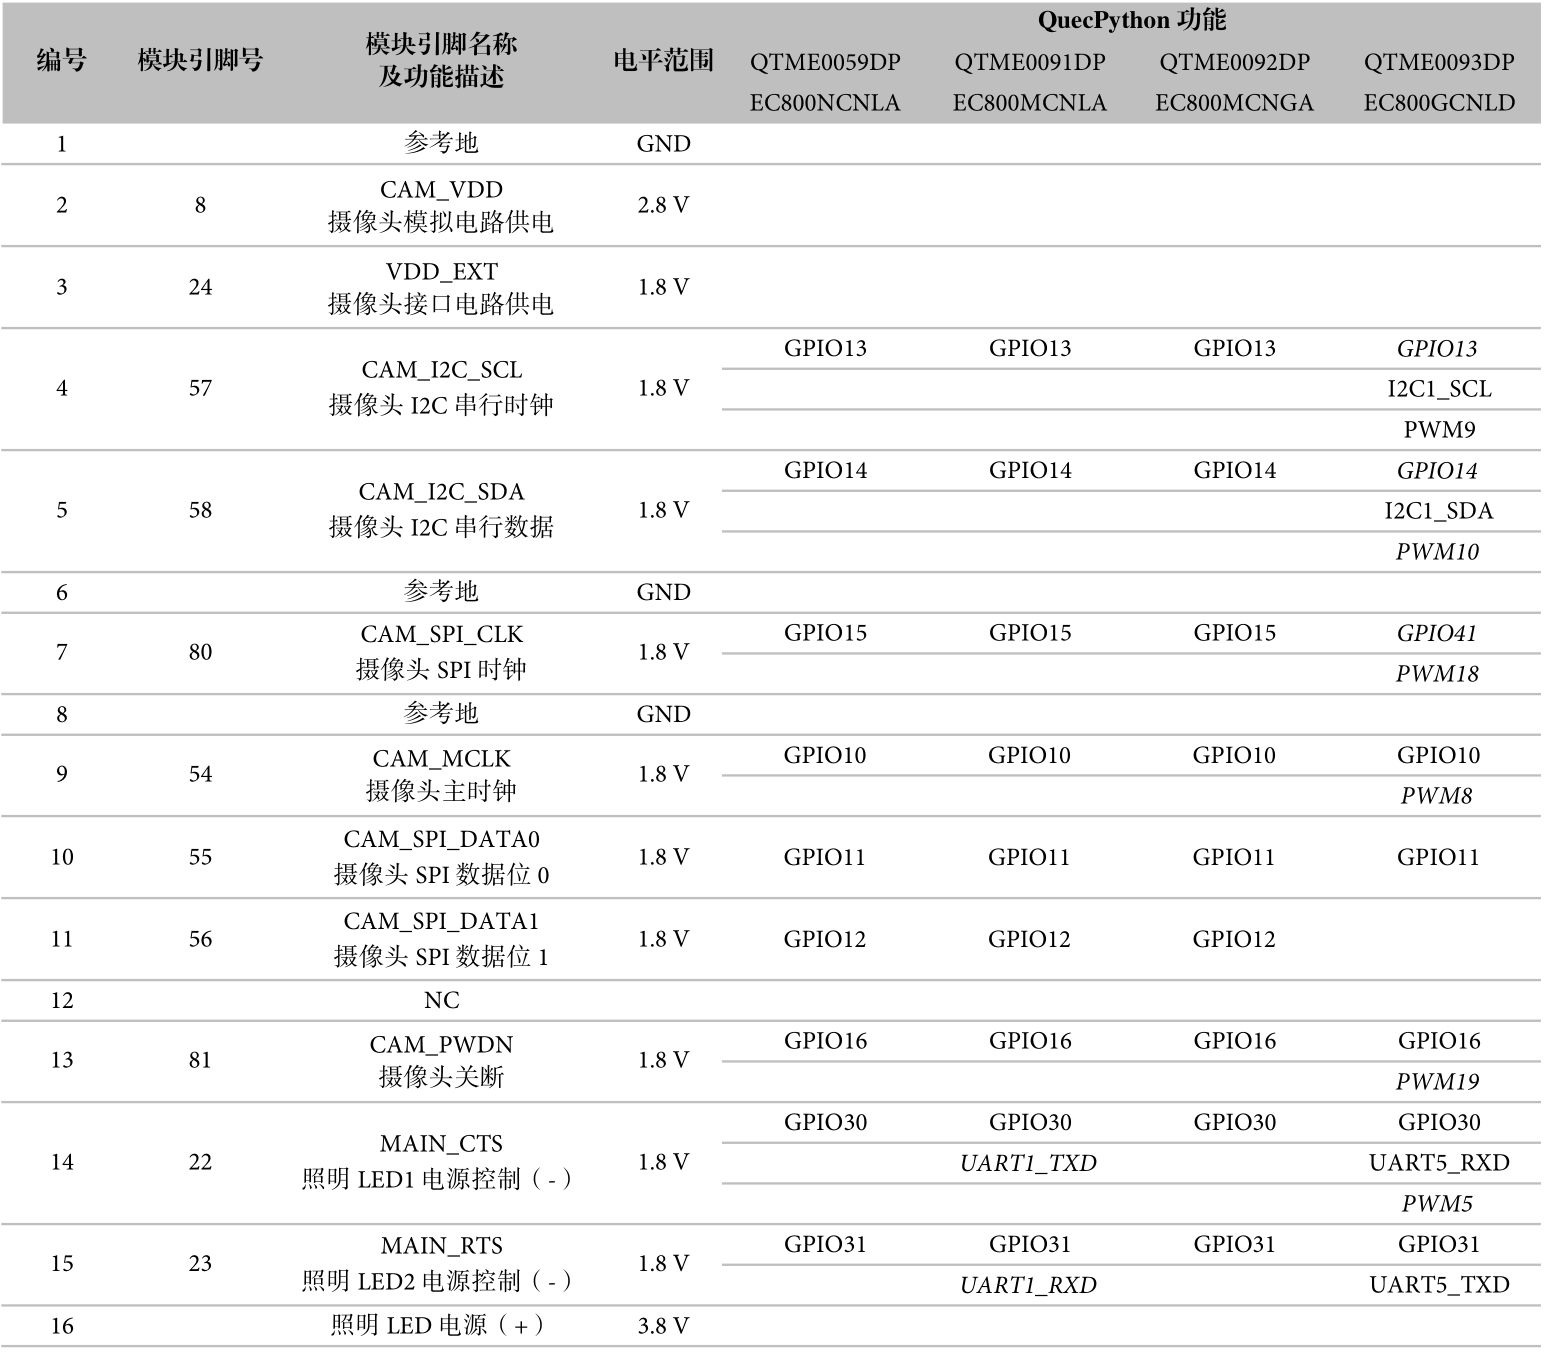 QuecPython 功能
编号 模块引脚号 模块引脚名称 电平范围
及功能描述
QTME0059DP QTME0091DP QTME0092DP QTME0093DP
EC800NCNLA EC800MCNLA EC800MCNGA EC800GCNLD
1 参考地 GND
2 8 CAM_VDD 2.8 V
摄像头模拟电路供电
3 24 VDD_EXT 1.8 V
摄像头接口电路供电
4 57 CAM_I2C_SCL 1.8 V GPIO13 GPIO13 GPIO13 GPIO13
摄像头 I2C 串行时钟 I2C1_SCL
PWM9
5 58 CAM_I2C_SDA 1.8 V GPIO14 GPIO14 GPIO14 GPIO14
摄像头 I2C 串行数据 I2C1_SDA
PWM10
6 参考地 GND
7 80 CAM_SPI_CLK 1.8 V GPIO15 GPIO15 GPIO15 GPIO41
摄像头 SPI 时钟 PWM18
8 参考地 GND
9 54 CAM_MCLK 1.8 V GPIO10 GPIO10 GPIO10 GPIO10
摄像头主时钟 PWM8
10 55 CAM_SPI_DATA0 1.8 V GPIO11 GPIO11 GPIO11 GPIO11
摄像头 SPI 数据位 0
11 56 CAM_SPI_DATA1 1.8 V GPIO12 GPIO12 GPIO12
摄像头 SPI 数据位 1
12 NC
13 81 CAM_PWDN 1.8 V GPIO16 GPIO16 GPIO16 GPIO16
摄像头关断 PWM19
14 22 MAIN_CTS 1.8 V GPIO30 GPIO30 GPIO30 GPIO30
照明 LED1 电源控制（-） UART1_TXD UART5_RXD
PWM5
15 23 MAIN_RTS 1.8 V GPIO31 GPIO31 GPIO31 GPIO31
照明 LED2 电源控制（-） UART1_RXD UART5_TXD
16 照明 LED 电源（+） 3.8 V